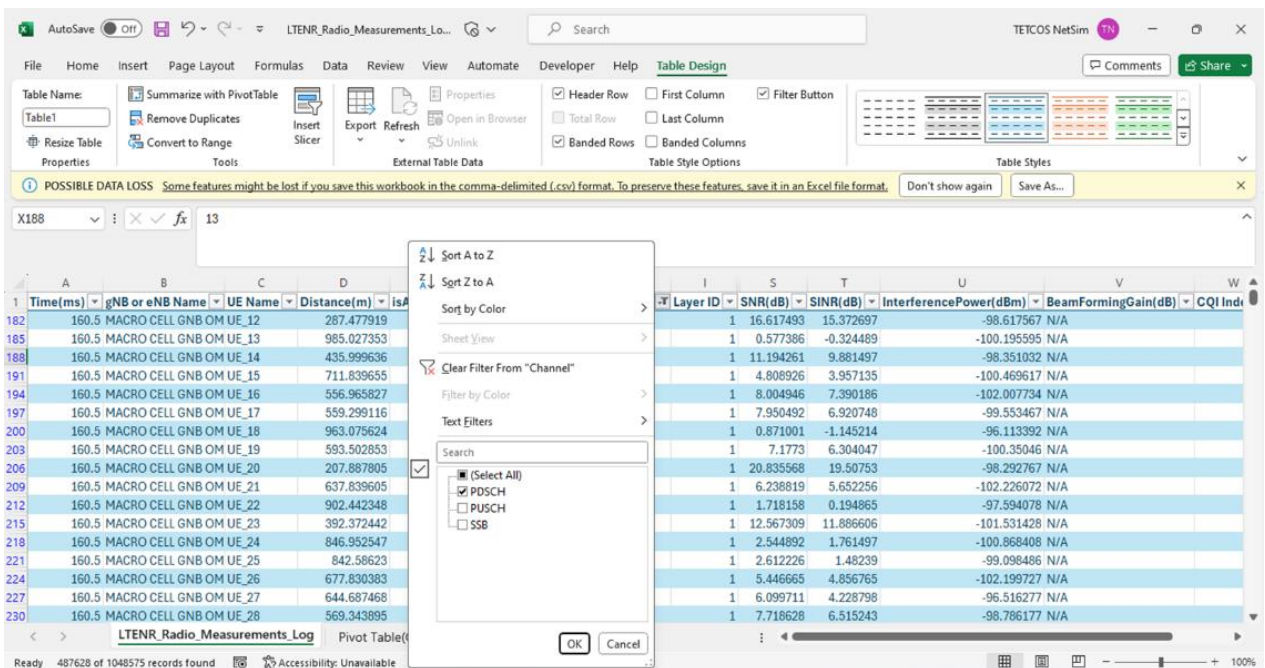 AutoSave Off LTENR_Radio_Measurements_Lo... Search TETCOS NetSim TN
File Home Insert Page Layout Formulas Data Review View Automate Developer Help Table Design Comments Share
Table Name: Summarize with PivotTable Properties Header Row First Column Filter Button
Table1 Remove Duplicates Insert Slicer Export Refresh Open in Browser Total Row Last Column
Resize Table Convert to Range Unlink Banded Rows Banded Columns
Properties Tools External Table Data Table Style Options Table Styles
POSSIBLE DATA LOSS Some features might be lost if you save this workbook in the comma-delimited (.csv) format. To preserve these features, save it in an Excel file format. Don't show again Save As...
X188 fx 13
A B C D I S T U V W
1 Time(ms) gNB or eNB Name UE Name Distance(m) isA Layer ID SNR(dB) SINR(dB) InterferencePower(dBm) BeamFormingGain(dB) CQI Inde
182 160.5 MACRO CELL GNB OM UE_12 287.477919 1 16.617493 15.372697 -98.617567 N/A
185 160.5 MACRO CELL GNB OM UE_13 985.027353 1 0.577386 -0.324489 -100.195595 N/A
188 160.5 MACRO CELL GNB OM UE_14 435.999636 1 11.194261 9.881497 -98.351032 N/A
191 160.5 MACRO CELL GNB OM UE_15 711.839655 1 4.808926 3.957135 -100.469617 N/A
194 160.5 MACRO CELL GNB OM UE_16 556.965827 1 8.004946 7.390186 -102.007734 N/A
197 160.5 MACRO CELL GNB OM UE_17 559.299116 1 7.950492 6.920748 -99.553467 N/A
200 160.5 MACRO CELL GNB OM UE_18 963.075624 1 0.871001 -1.145214 -96.113392 N/A
203 160.5 MACRO CELL GNB OM UE_19 593.502853 1 7.1773 6.304047 -100.35046 N/A
206 160.5 MACRO CELL GNB OM UE_20 207.887805 1 20.835568 19.50753 -98.292767 N/A
209 160.5 MACRO CELL GNB OM UE_21 637.839605 1 6.238819 5.652256 -102.226072 N/A
212 160.5 MACRO CELL GNB OM UE_22 902.442348 1 1.718158 0.194865 -97.594078 N/A
215 160.5 MACRO CELL GNB OM UE_23 392.372442 1 12.567309 11.886606 -101.531428 N/A
218 160.5 MACRO CELL GNB OM UE_24 846.952547 1 2.544892 1.761497 -100.868408 N/A
221 160.5 MACRO CELL GNB OM UE_25 842.58623 1 2.612226 1.48239 -99.098486 N/A
224 160.5 MACRO CELL GNB OM UE_26 677.830383 1 5.446665 4.856765 -102.199727 N/A
227 160.5 MACRO CELL GNB OM UE_27 644.687468 1 6.099711 4.228798 -96.516277 N/A
230 160.5 MACRO CELL GNB OM UE_28 569.343895 1 7.718628 6.515243 -98.786177 N/A
Sort A to Z
Sort Z to A
Sort by Color
Sheet View
Clear Filter From "Channel"
Filter by Color
Text Filters
Search
(Select All)
PDSCH
PUSCH
SSB
OK Cancel
LTENR_Radio_Measurements_Log Pivot Table(
Ready 487628 of 1048575 records found Accessibility: Unavailable 100%